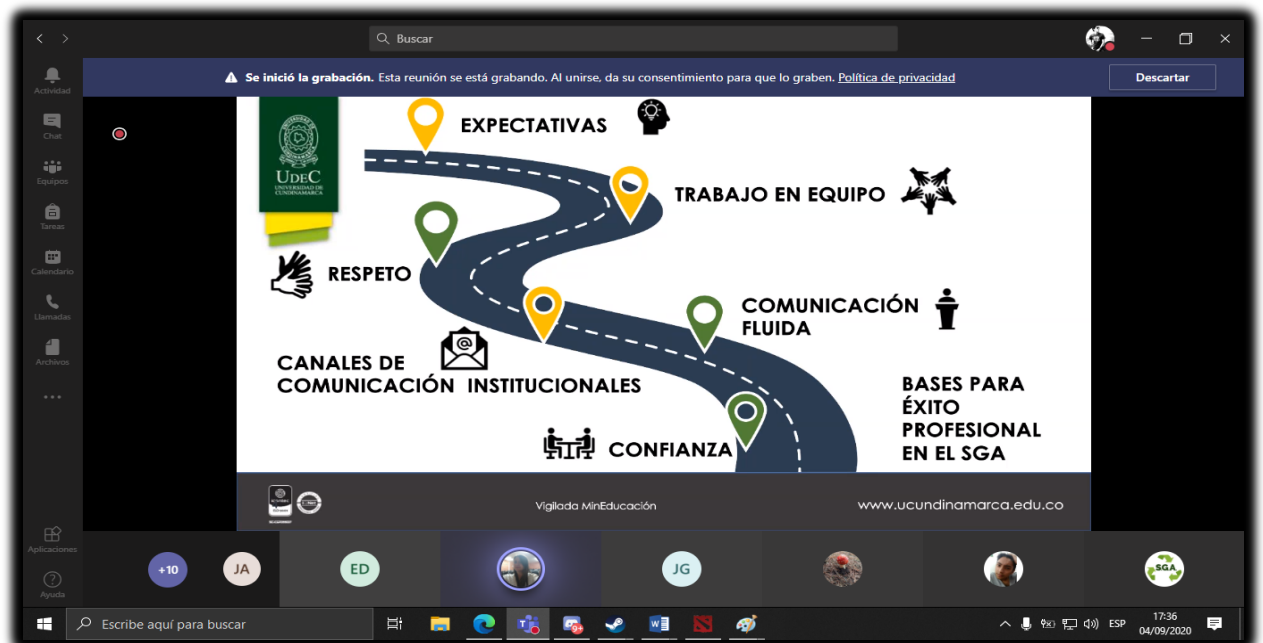 Buscar
Se inició la grabación. Esta reunión se está grabando. Al unirse, da su consentimiento para que lo graben. Política de privacidad
Descartar
Actividad
Chat
Equipos
Tareas
Calendario
Llamadas
Archivos
Aplicaciones
Ayuda
UDEC
UNIVERSIDAD DE
CUNDINAMARCA
EXPECTATIVAS
TRABAJO EN EQUIPO
RESPETO
COMUNICACIÓN
FLUIDA
CANALES DE
COMUNICACIÓN INSTITUCIONALES
BASES PARA
ÉXITO
PROFESIONAL
EN EL SGA
CONFIANZA
Vigilada MinEducación
www.ucundinamarca.edu.co
+10
JA
ED
JG
SGA
Escribe aquí para buscar
ESP
17:36
04/09/2020